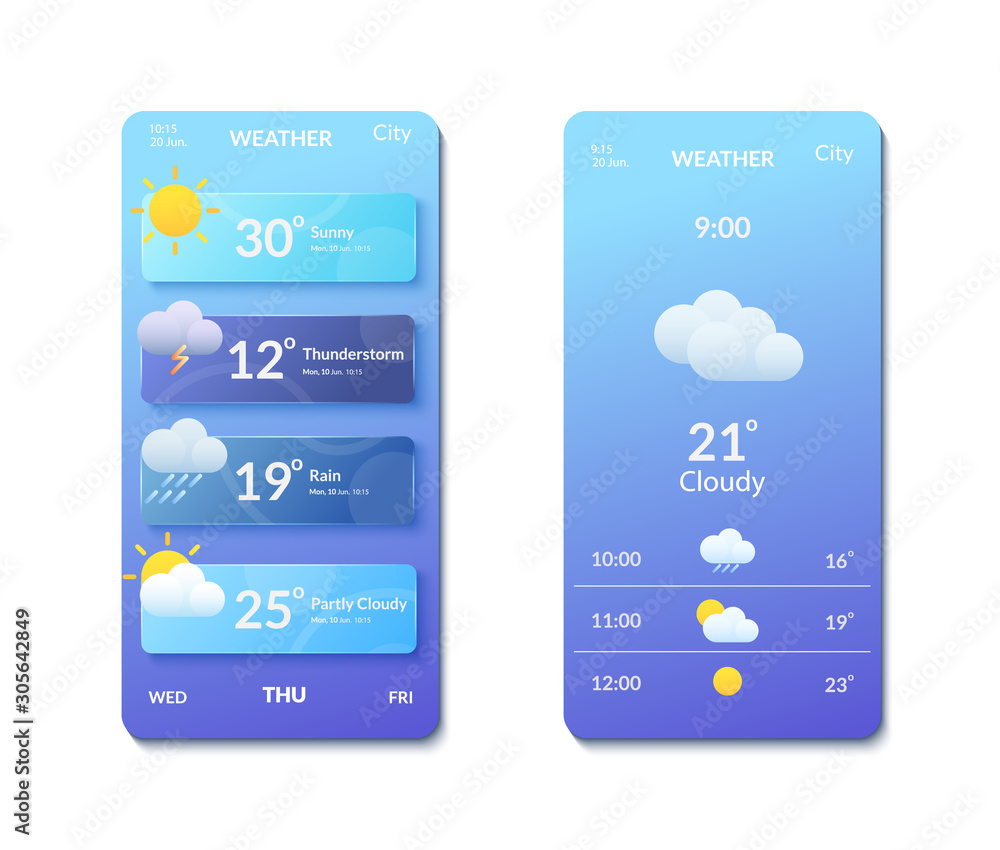 10:15
20 Jun.
WEATHER
City
30°
Sunny
Mon, 10 Jun. 10:15
12°
Thunderstorm
Mon, 10 Jun. 10:15
19°
Rain
Mon, 10 Jun. 10:15
25°
Partly Cloudy
Mon, 10 Jun. 10:15
WED THU FRI
9:15
20 Jun.
WEATHER
City
9:00
21°
Cloudy
10:00 16°
11:00 19°
12:00 23°
Adobe Stock | #305642849
Adobe Stock